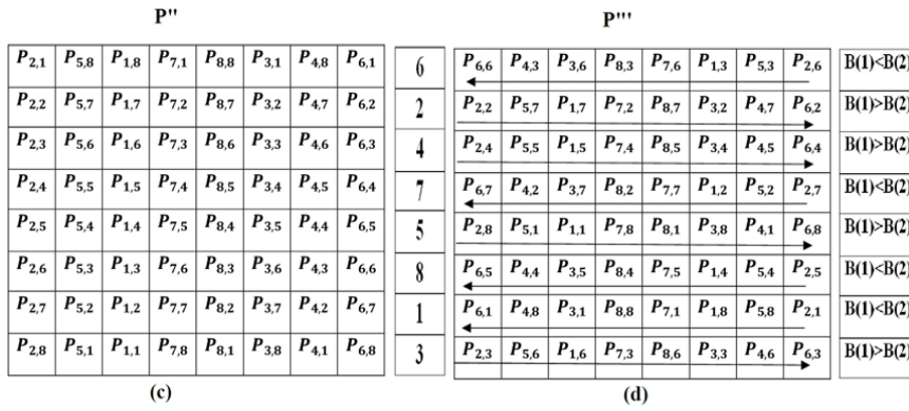 P'' P'''
P2,1 P5,8 P1,8 P7,1 P8,8 P3,1 P4,8 P6,1 6 P6,6 P4,3 P3,6 P8,3 P7,6 P1,3 P5,3 P2,6 B(1)<B(2)
P2,2 P5,7 P1,7 P7,2 P8,7 P3,2 P4,7 P6,2 2 P2,2 P5,7 P1,7 P7,2 P8,7 P3,2 P4,7 P6,2 B(1)>B(2)
P2,3 P5,6 P1,6 P7,3 P8,6 P3,3 P4,6 P6,3 4 P2,4 P5,5 P1,5 P7,4 P8,5 P3,4 P4,5 P6,4 B(1)>B(2)
P2,4 P5,5 P1,5 P7,4 P8,5 P3,4 P4,5 P6,4 7 P6,7 P4,2 P3,7 P8,2 P7,7 P1,2 P5,2 P2,7 B(1)<B(2)
P2,5 P5,4 P1,4 P7,5 P8,4 P3,5 P4,4 P6,5 5 P2,8 P5,1 P1,1 P7,8 P8,1 P3,8 P4,1 P6,8 B(1)>B(2)
P2,6 P5,3 P1,3 P7,6 P8,3 P3,6 P4,3 P6,6 8 P6,5 P4,4 P3,5 P8,4 P7,5 P1,4 P5,4 P2,5 B(1)<B(2)
P2,7 P5,2 P1,2 P7,7 P8,2 P3,7 P4,2 P6,7 1 P6,1 P4,8 P3,1 P8,8 P7,1 P1,8 P5,8 P2,1 B(1)<B(2)
P2,8 P5,1 P1,1 P7,8 P8,1 P3,8 P4,1 P6,8 3 P2,3 P5,6 P1,6 P7,3 P8,6 P3,3 P4,6 P6,3 B(1)>B(2)
(c) (d)